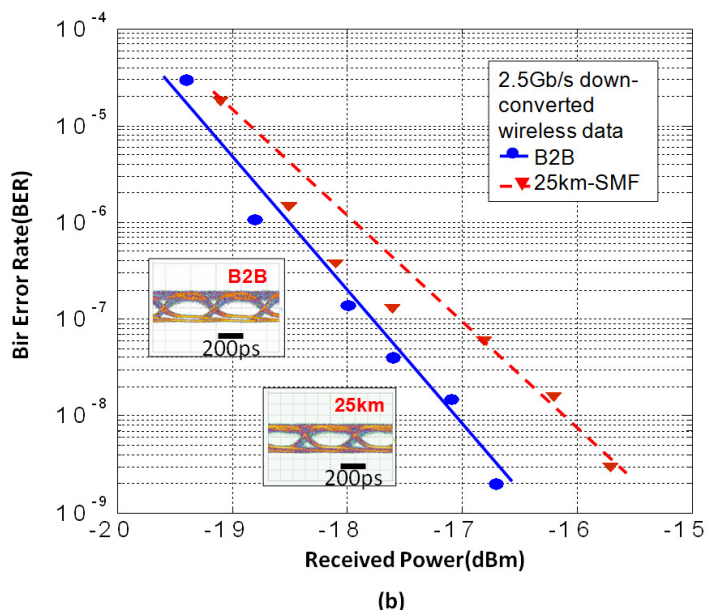 10⁻⁴
10⁻⁵
10⁻⁶
10⁻⁷
10⁻⁸
10⁻⁹
Bir Error Rate(BER)
2.5Gb/s down-
converted
wireless data
B2B
25km-SMF
B2B
200ps
25km
200ps
-20 -19 -18 -17 -16 -15
Received Power(dBm)
(b)